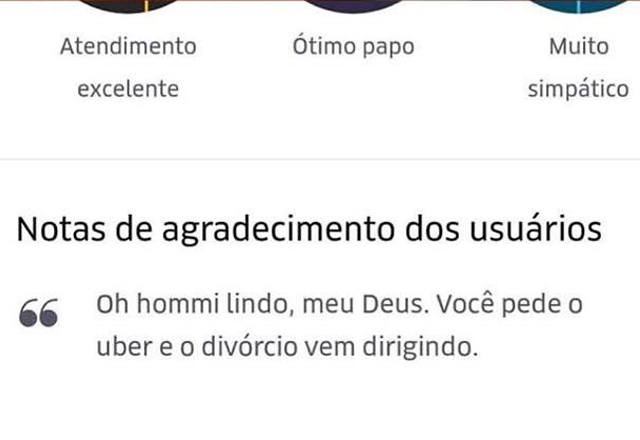 Atendimento excelente
Ótimo papo
Muito simpático
Notas de agradecimento dos usuários
Oh hommi lindo, meu Deus. Você pede o
uber e o divórcio vem dirigindo.